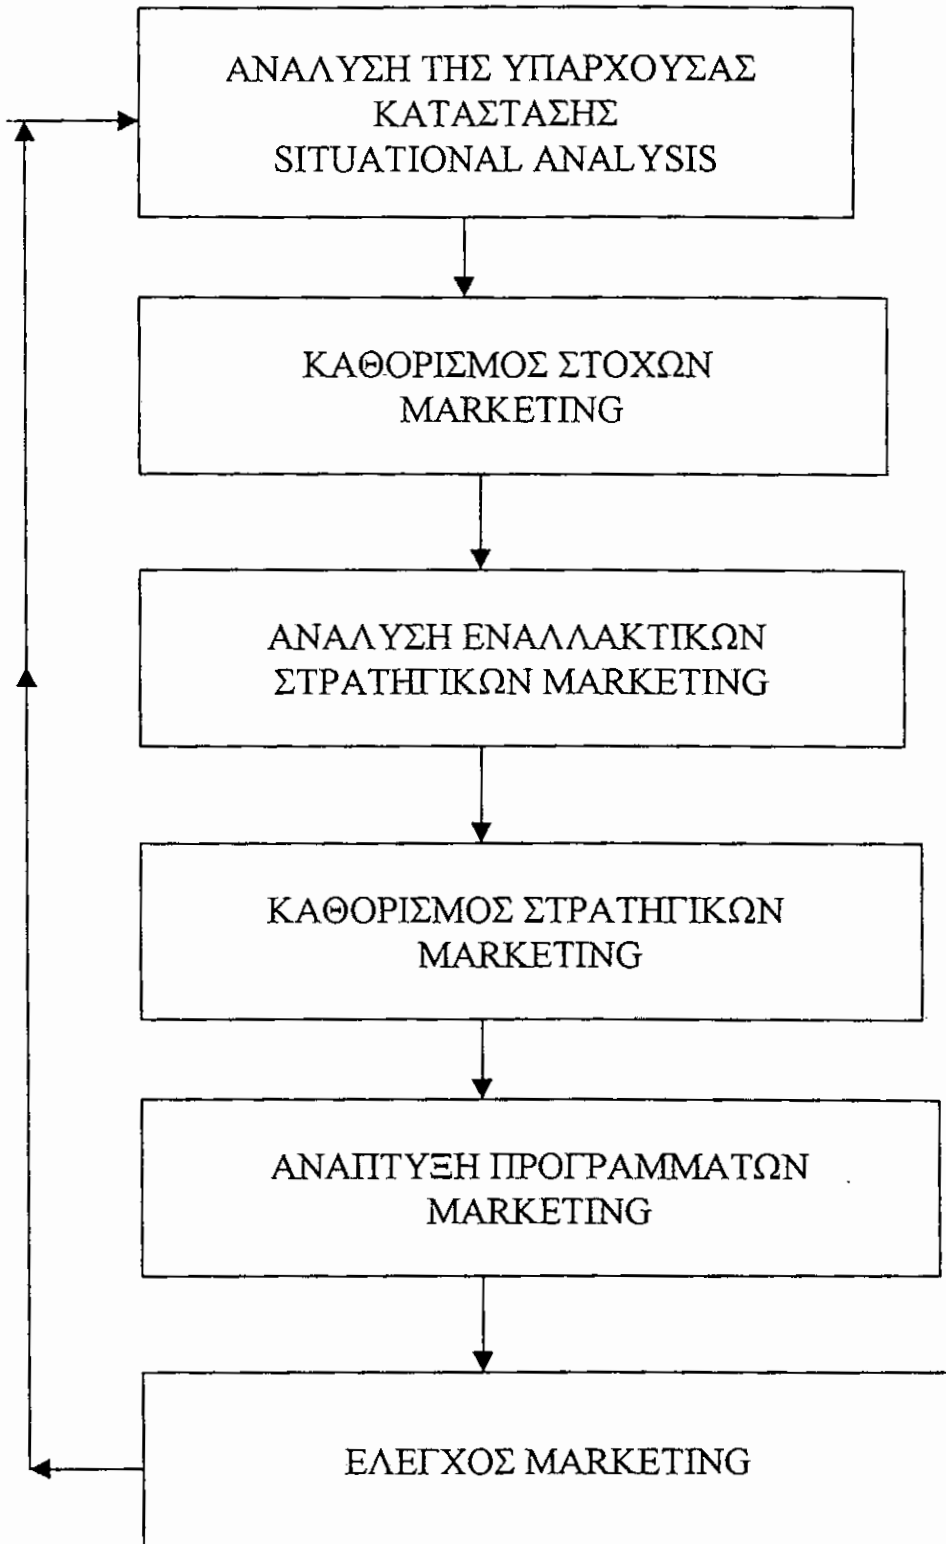 ΑΝΑΛΥΣΗ ΤΗΣ ΥΠΑΡΧΟΥΣΑΣ
ΚΑΤΑΣΤΑΣΗΣ
SITUATIONAL ANALYSIS
ΚΑΘΟΡΙΣΜΟΣ ΣΤΟΧΩΝ
MARKETING
ΑΝΑΛΥΣΗ ΕΝΑΛΛΑΚΤΙΚΩΝ
ΣΤΡΑΤΗΓΙΚΩΝ MARKETING
ΚΑΘΟΡΙΣΜΟΣ ΣΤΡΑΤΗΓΙΚΩΝ
MARKETING
ΑΝΑΠΤΥΞΗ ΠΡΟΓΡΑΜΜΑΤΩΝ
MARKETING
ΕΛΕΓΧΟΣ MARKETING